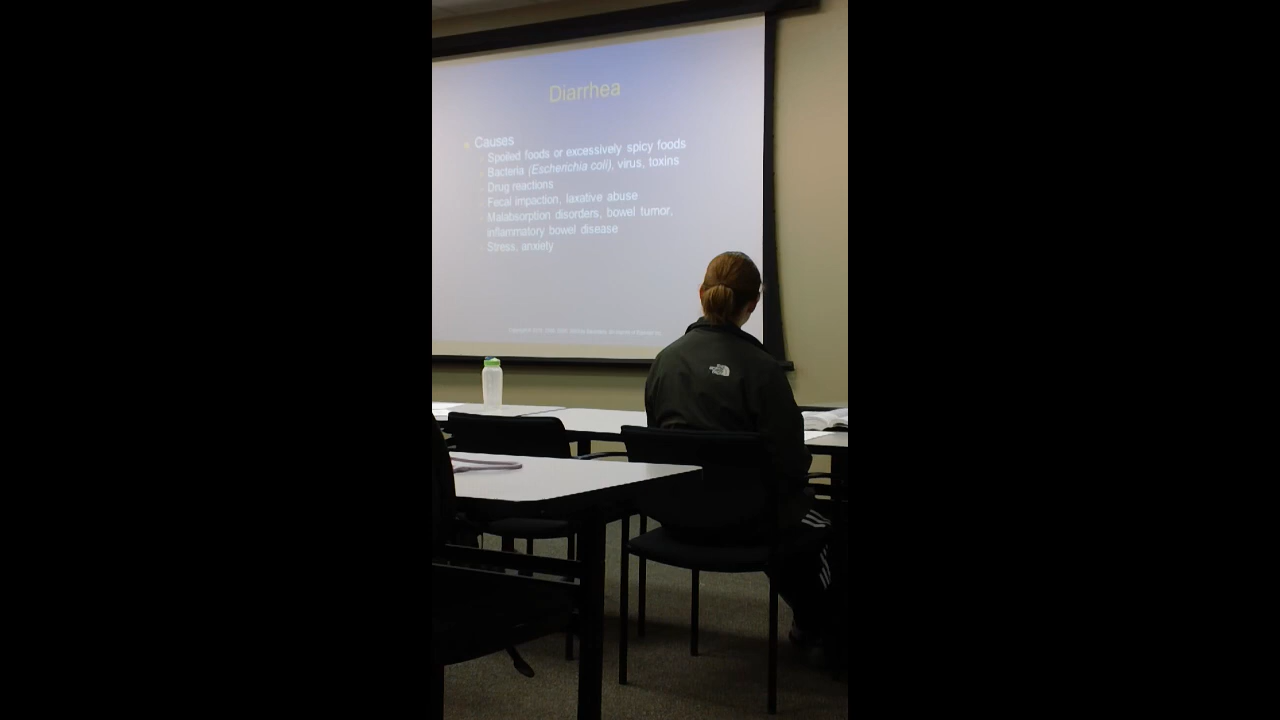 Diarrhea
Causes
Spoiled foods or excessively spicy foods
Bacteria (Escherichia coli), virus, toxins
Drug reactions
Fecal impaction, laxative abuse
Malabsorption disorders, bowel tumor,
inflammatory bowel disease
Stress, anxiety